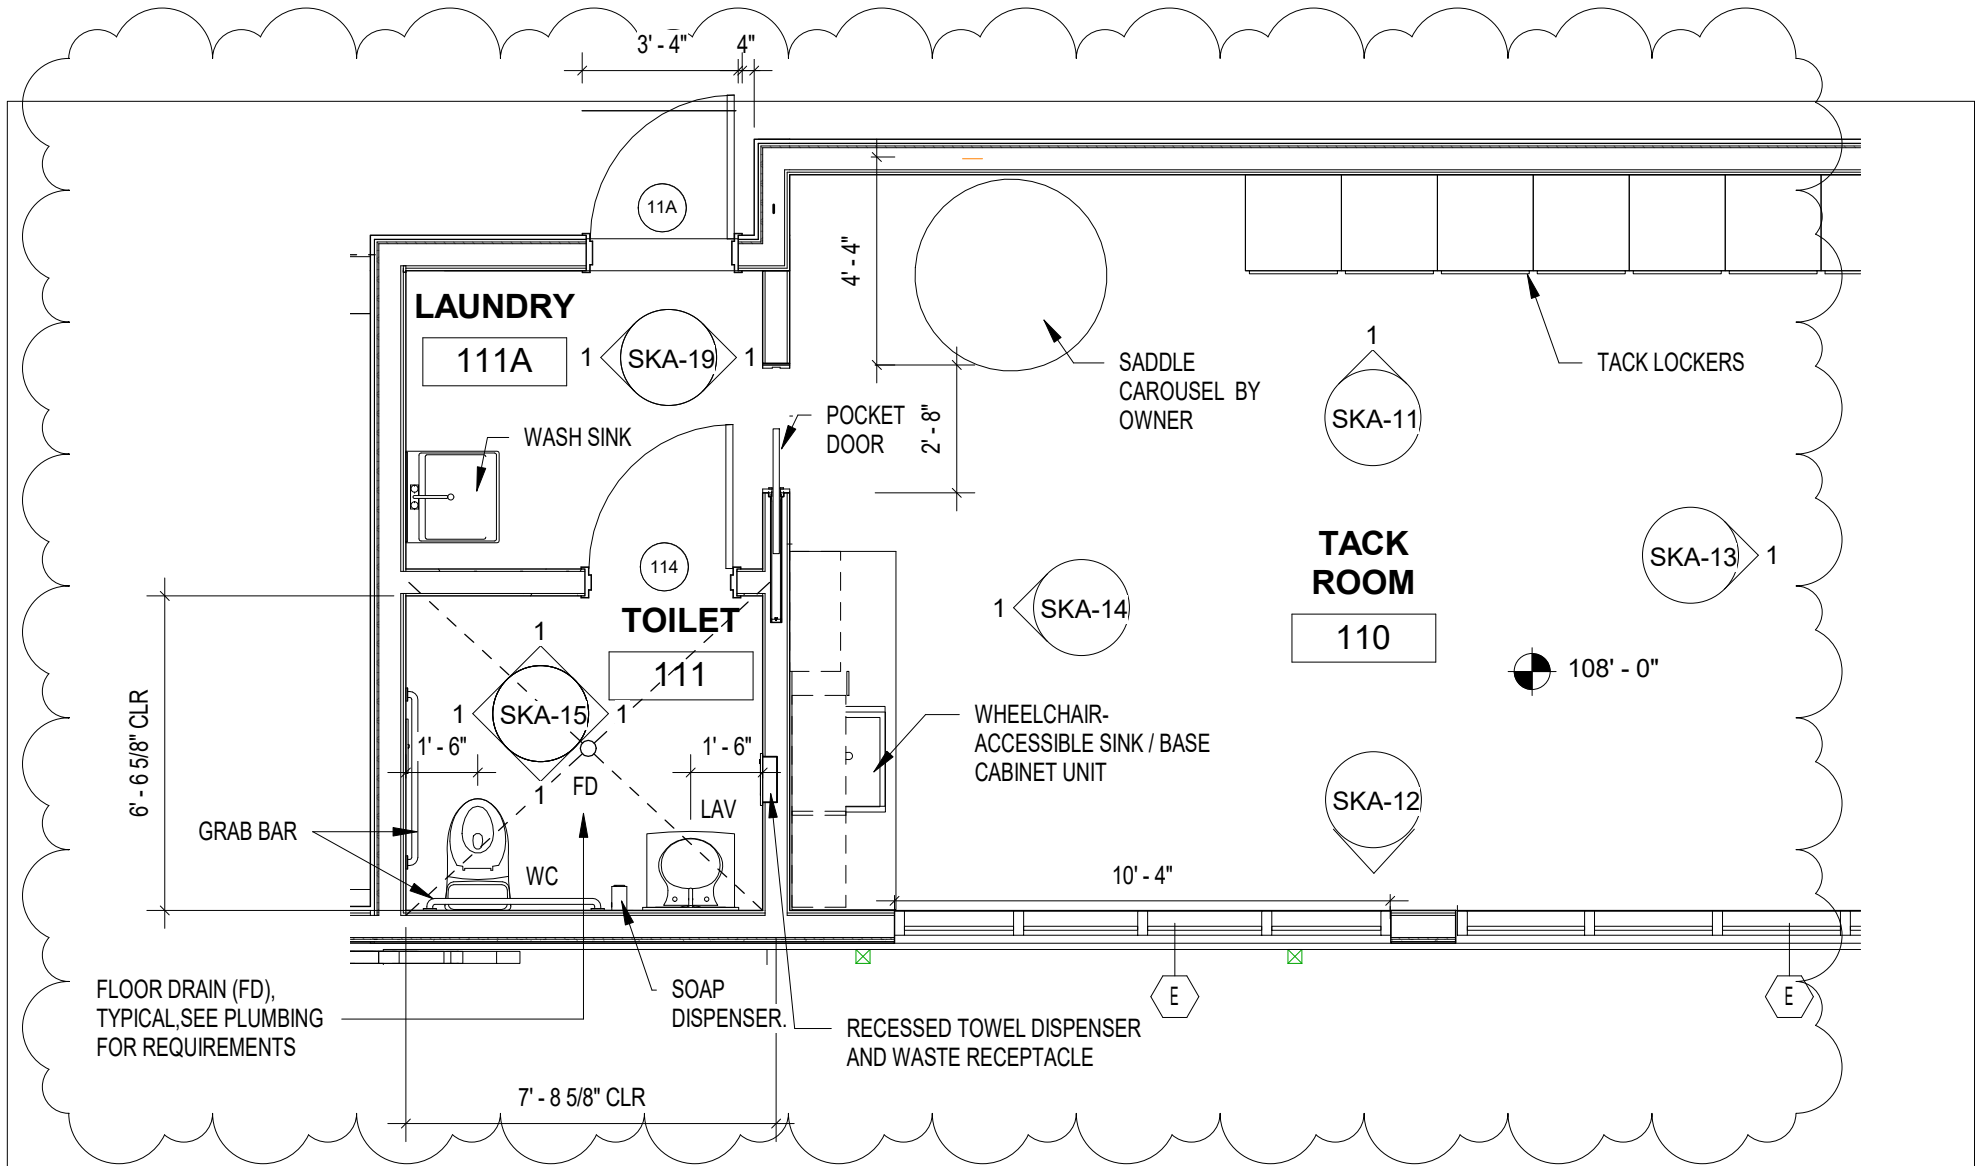 3' - 4"
4"
11A
4' - 4"
LAUNDRY
111A
1
SKA-19
1
SADDLE
CAROUSEL BY
OWNER
1
SKA-11
TACK LOCKERS
WASH SINK
POCKET
DOOR
2' - 8"
114
TACK
ROOM
110
SKA-13
1
1
SKA-14
108' - 0"
TOILET
111
1
1
SKA-15
1
1
1' - 6"
1' - 6"
6' - 6 5/8" CLR
FD
LAV
WC
GRAB BAR
WHEELCHAIR-
ACCESSIBLE SINK / BASE
CABINET UNIT
SKA-12
10' - 4"
E
E
FLOOR DRAIN (FD),
TYPICAL,SEE PLUMBING
FOR REQUIREMENTS
SOAP
DISPENSER.
RECESSED TOWEL DISPENSER
AND WASTE RECEPTACLE
7' - 8 5/8" CLR